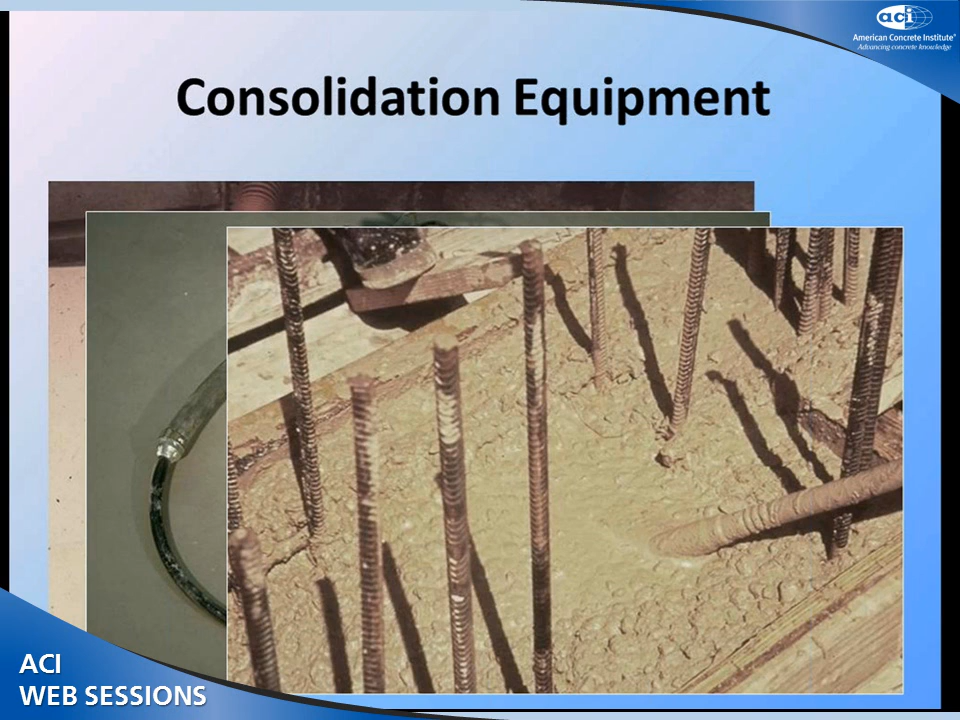 aci
American Concrete Institute®
Advancing concrete knowledge
Consolidation Equipment
ACI
WEB SESSIONS